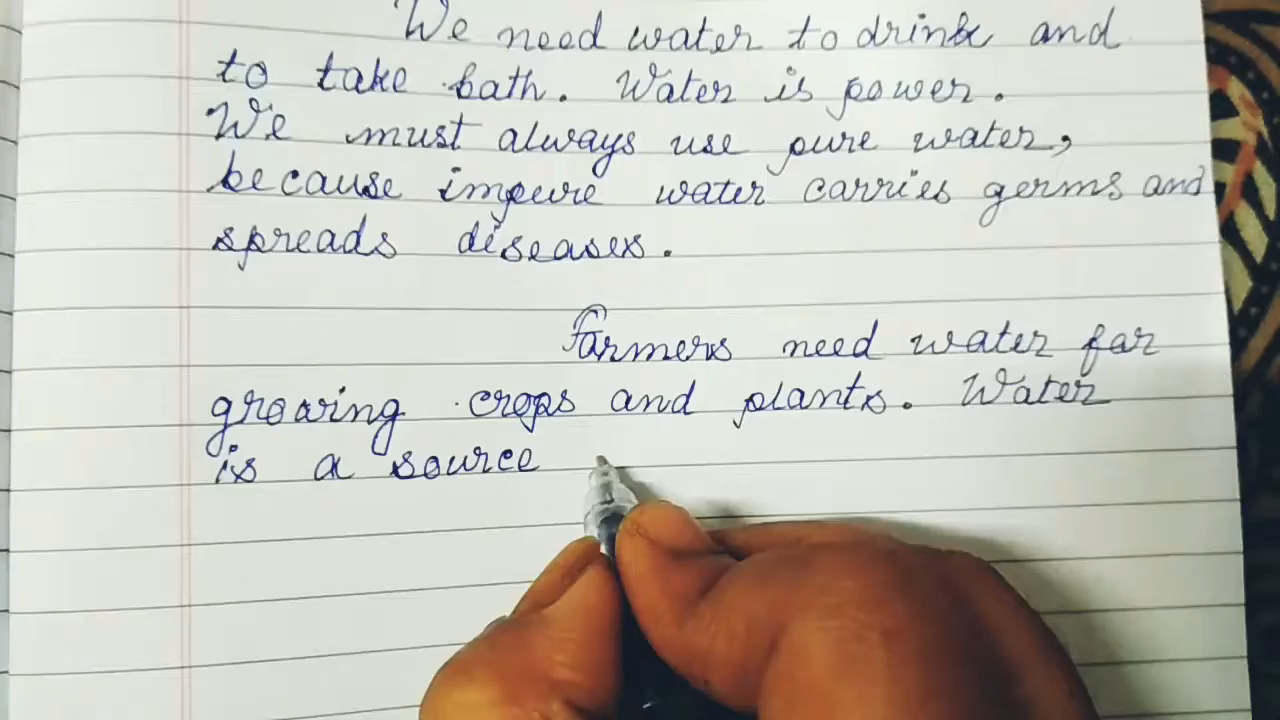 We need water to drink and
to take bath. Water is power.
We must always use pure water,
because impure water carries germs and
spreads diseases.
Farmers need water for
growing crops and plants. Water
is a source